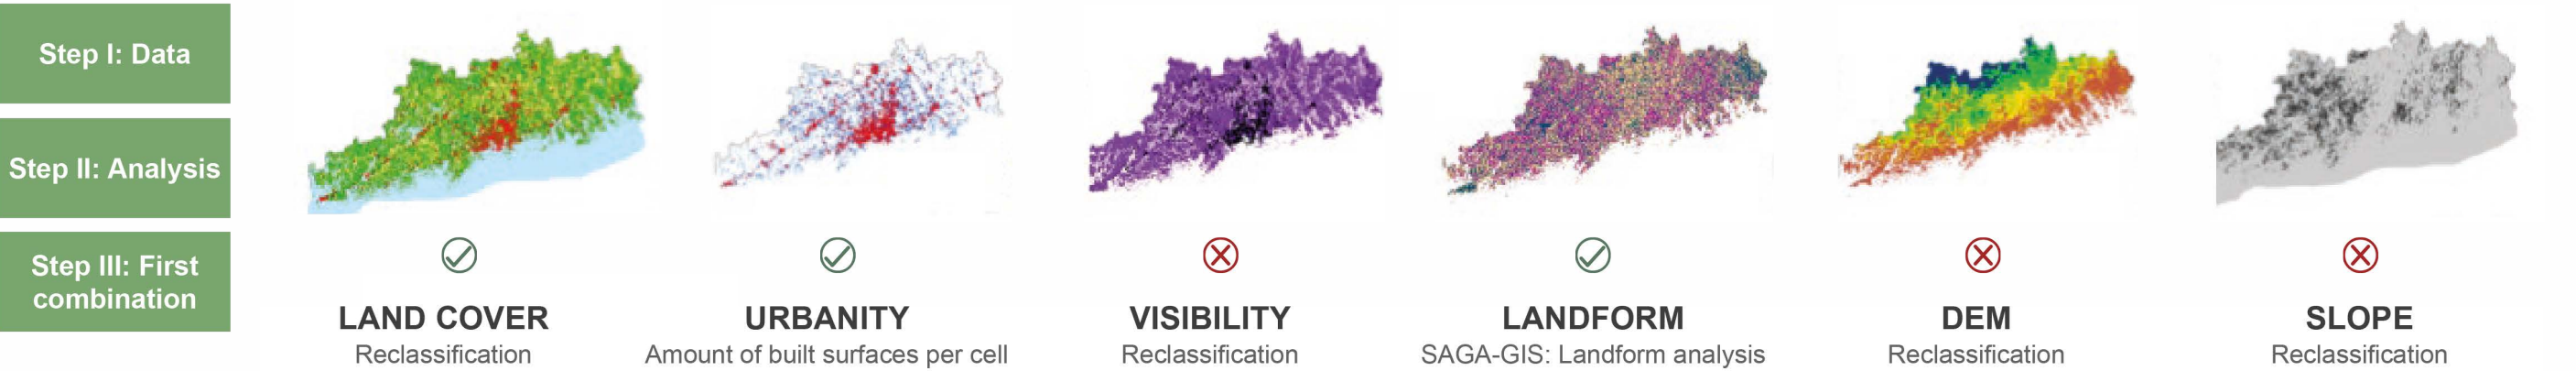 Step I: Data
Step II: Analysis
Step III: First
combination
LAND COVER
Reclassification
URBANITY
Amount of built surfaces per cell
VISIBILITY
Reclassification
LANDFORM
SAGA-GIS: Landform analysis
DEM
Reclassification
SLOPE
Reclassification